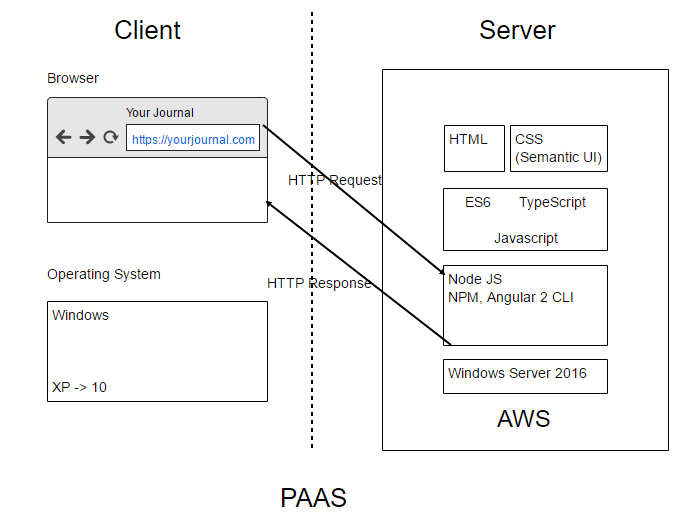 Client
Server
Browser
Your Journal
https://yourjournal.com
HTTP Request
HTTP Response
Operating System
Windows
XP -> 10
HTML
CSS
(Semantic UI)
ES6 TypeScript
Javascript
Node JS
NPM, Angular 2 CLI
Windows Server 2016
AWS
PAAS